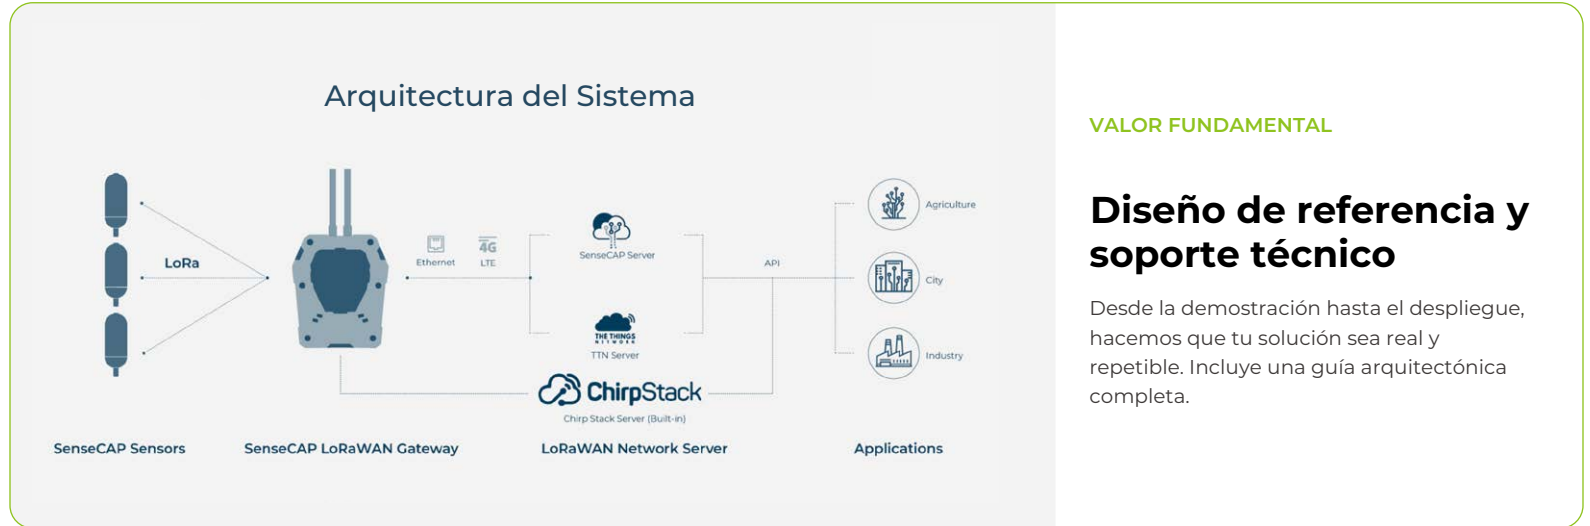 Arquitectura del Sistema
LoRa
Ethernet
4G
LTE
SenseCAP Server
THE THINGS
NETWORK
TTN Server
ChirpStack
Chirp Stack Server (Built-in)
API
Agriculture
City
Industry
SenseCAP Sensors
SenseCAP LoRaWAN Gateway
LoRaWAN Network Server
Applications
VALOR FUNDAMENTAL
Diseño de referencia y
soporte técnico
Desde la demostración hasta el despliegue,
hacemos que tu solución sea real y
repetible. Incluye una guía arquitectónica
completa.